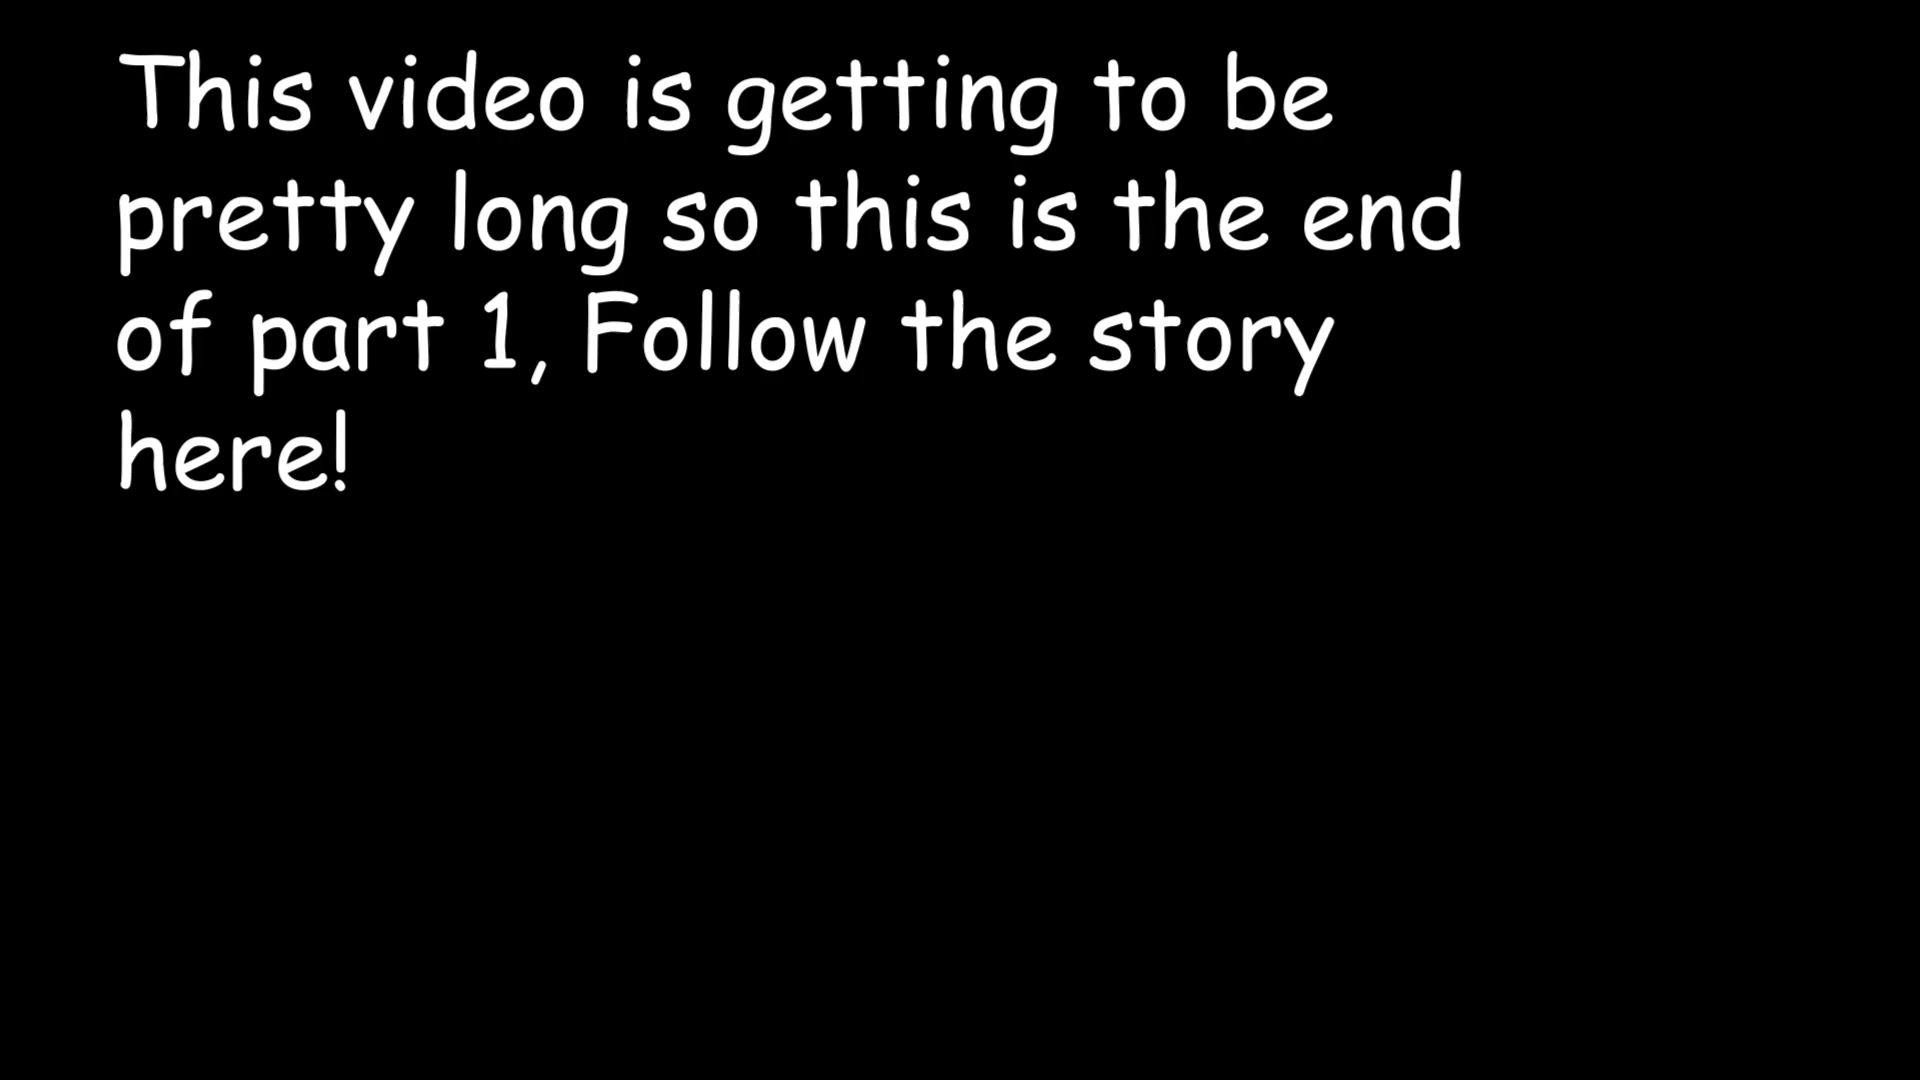 This video is getting to be
pretty long so this is the end
of part 1, Follow the story
here!